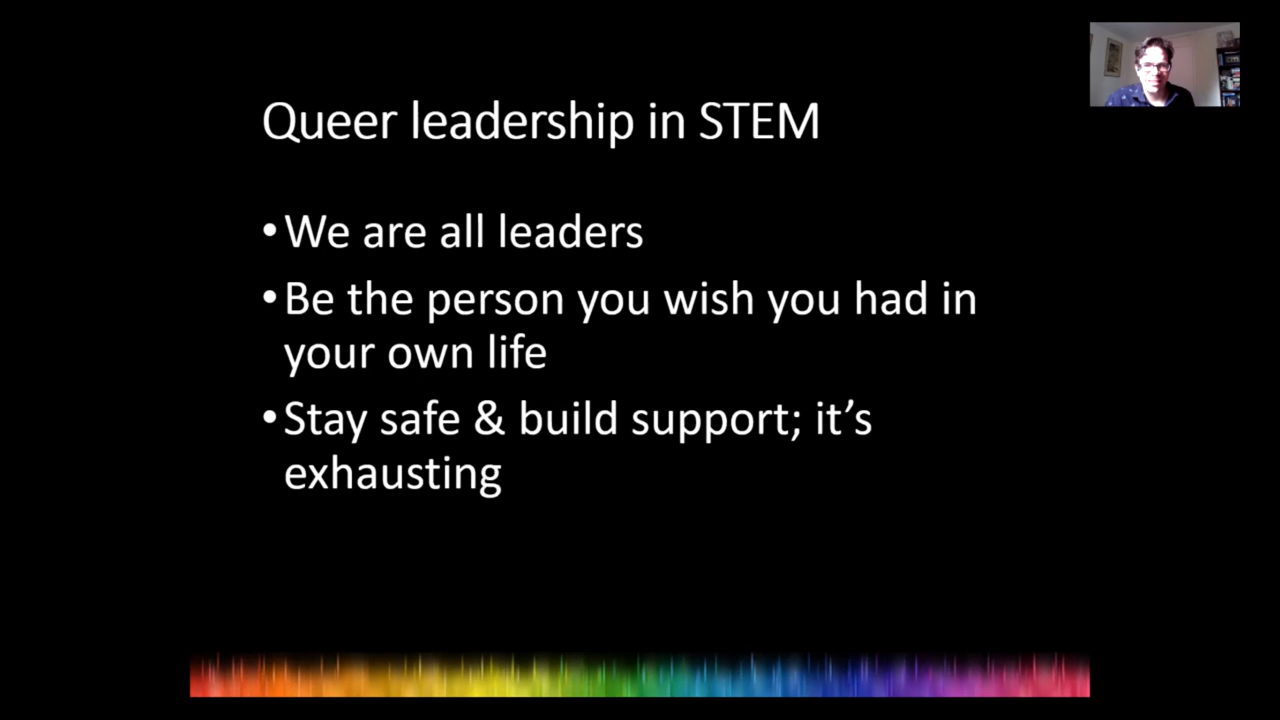 Queer leadership in STEM
•We are all leaders
•Be the person you wish you had in
your own life
•Stay safe & build support; it’s
exhausting